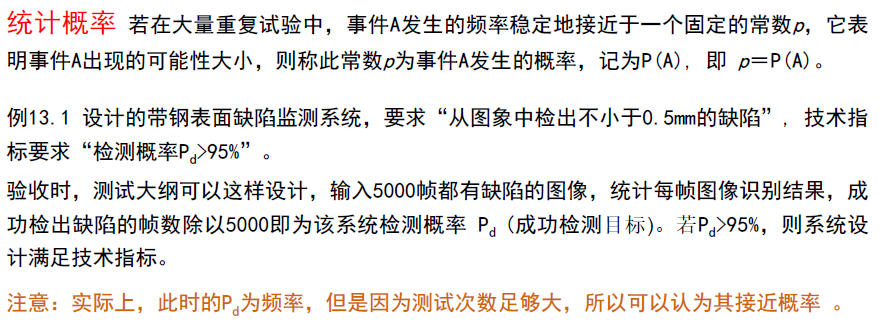 统计概率 若在大量重复试验中，事件A发生的频率稳定地接近于一个固定的常数p，它表
明事件A出现的可能性大小，则称此常数p为事件A发生的概率，记为P(A), 即 p＝P(A)。
例13.1 设计的带钢表面缺陷监测系统，要求“从图象中检出不小于0.5mm的缺陷”, 技术指
标要求“检测概率Pd>95%”。
验收时，测试大纲可以这样设计，输入5000帧都有缺陷的图像，统计每帧图像识别结果，成
功检出缺陷的帧数除以5000即为该系统检测概率 Pd (成功检测目标)。若Pd>95%，则系统设
计满足技术指标。
注意：实际上，此时的Pd为频率，但是因为测试次数足够大，所以可以认为其接近概率 。